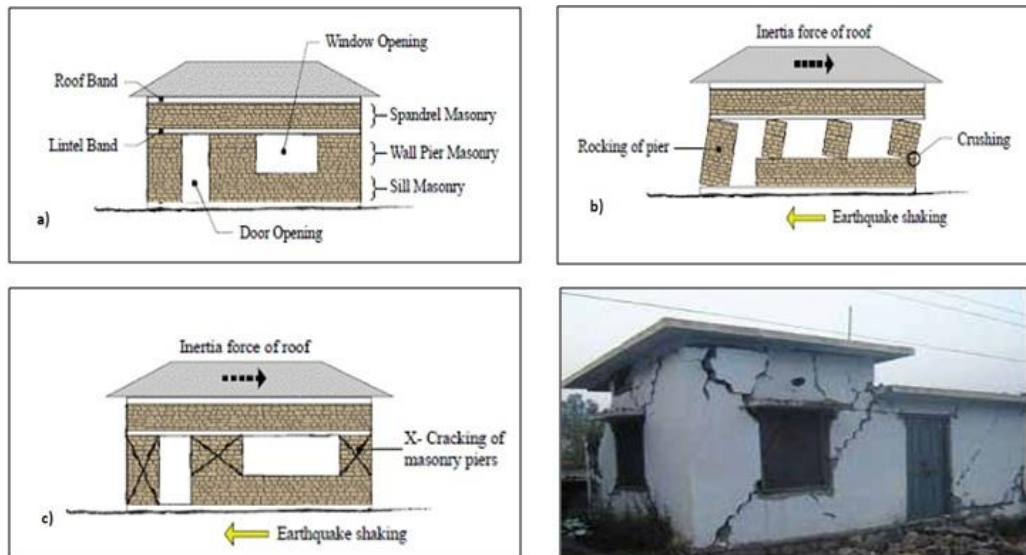 Window Opening
Roof Band
Spandrel Masonry
Lintel Band
Wall Pier Masonry
Sill Masonry
a)
Door Opening
Inertia force of roof
Rocking of pier
Crushing
b)
Earthquake shaking
Inertia force of roof
X- Cracking of
masonry piers
c)
Earthquake shaking